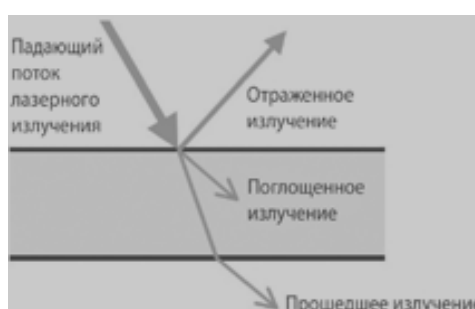 Падающий
поток
лазерного
излучения
Отраженное
излучение
Поглощенное
излучение
Прошедшее излучение